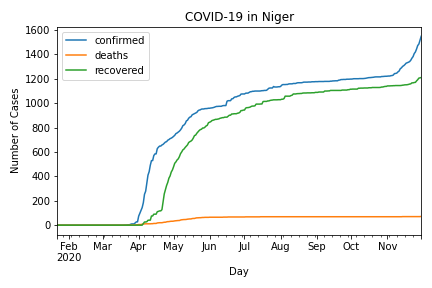 COVID-19 in Niger
confirmed
deaths
recovered
Number of Cases
1600
1400
1200
1000
800
600
400
200
0
Feb Mar Apr May Jun Jul Aug Sep Oct Nov
2020
Day